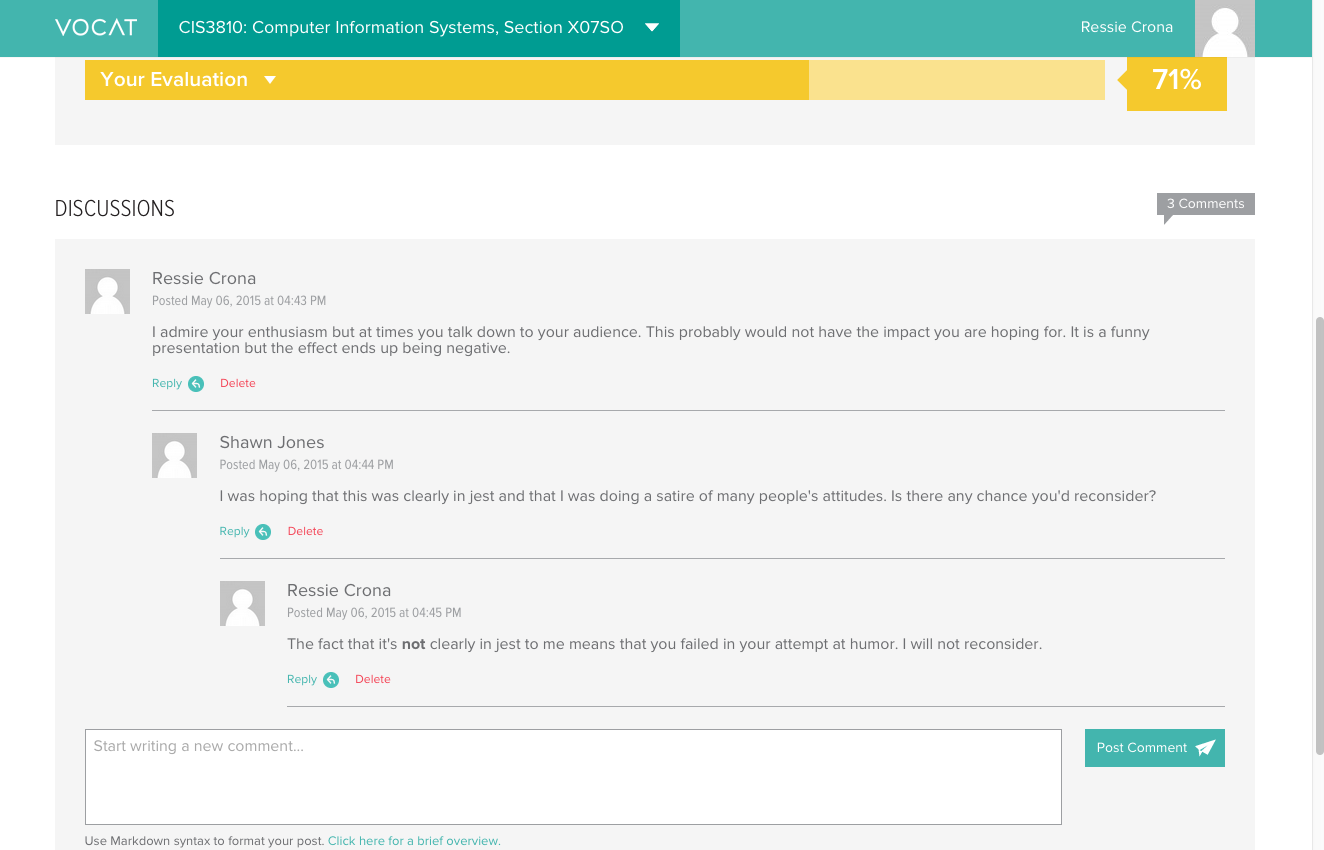 VOCAT
CIS3810: Computer Information Systems, Section X07SO
Ressie Crona
Your Evaluation
71%
DISCUSSIONS
3 Comments
Ressie Crona
Posted May 06, 2015 at 04:43 PM
I admire your enthusiasm but at times you talk down to your audience. This probably would not have the impact you are hoping for. It is a funny
presentation but the effect ends up being negative.
Reply Delete
Shawn Jones
Posted May 06, 2015 at 04:44 PM
I was hoping that this was clearly in jest and that I was doing a satire of many people's attitudes. Is there any chance you'd reconsider?
Reply Delete
Ressie Crona
Posted May 06, 2015 at 04:45 PM
The fact that it's not clearly in jest to me means that you failed in your attempt at humor. I will not reconsider.
Reply Delete
Start writing a new comment...
Post Comment
Use Markdown syntax to format your post. Click here for a brief overview.